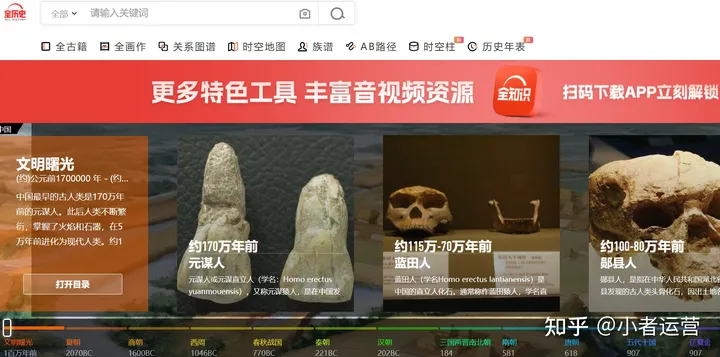 全历史
全部
请输入关键词
全古籍
全画作
关系图谱
时空地图
族谱
AB路径
时空柱
历史年表
更多特色工具 丰富音视频资源
全知识
扫码下载APP立刻解锁
中国
文明曙光
(约)公元前1700000 年 - (约...
中国最早的古人类是170万年
前的元谋人。此后人类不断繁
衍，掌握了火焰和石器，在5
万年前进化为现代人类。约1
打开目录
约170万年前
元谋人
元谋人或元谋直立人（学名：Homo erectus
yuanmouensis），又称元谋猿人，是在中国发
约115万-70万年前
蓝田人
蓝田人（学名Homo erectus lantianensis）是
中国的直立人化石。通常称作蓝田猿人，学名直
约100-80万年前
郧县人
郧县人，是指在中华人民共和国湖北
县发现的古人类头骨化石，因出土地名
文明曙光
夏朝
商朝
西周
春秋战国
秦朝
汉朝
三国两晋南北朝
隋朝
唐朝
五代十国
辽宋金
1百万年前
2070BC
1600BC
1046BC
770BC
221BC
202BC
184
581
618
907
907
知乎 @小者运营